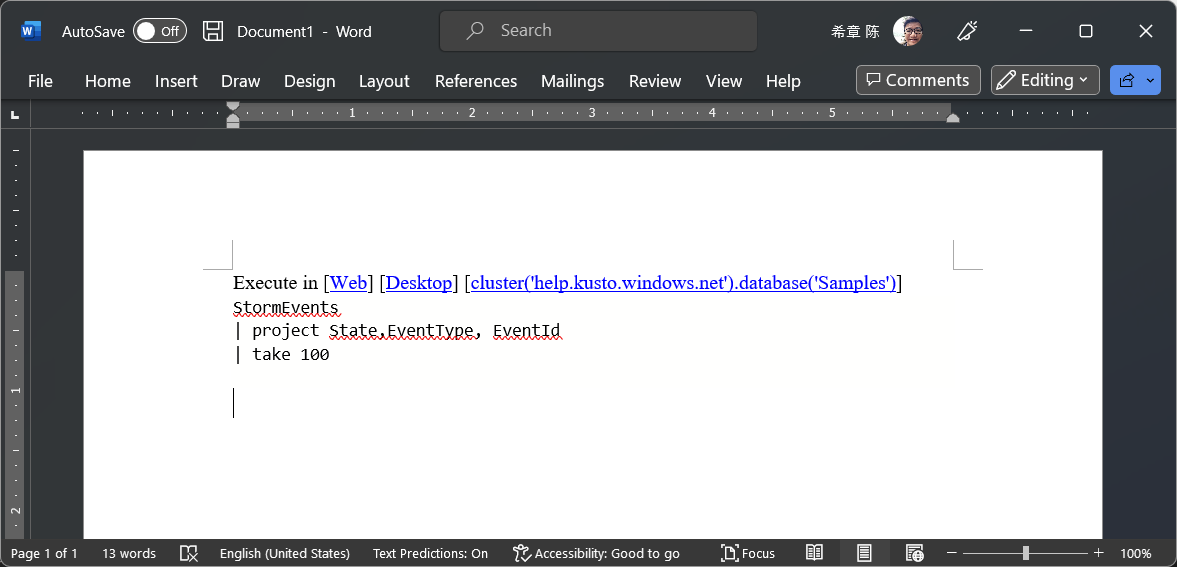 W AutoSave Off Document1 - Word Search 希章 陈
File Home Insert Draw Design Layout References Mailings Review View Help Comments Editing
1 2 3 4 5
Execute in [Web] [Desktop] [cluster('help.kusto.windows.net').database('Samples')]
StormEvents
| project State,EventType, EventId
| take 100
1
2
Page 1 of 1 13 words English (United States) Text Predictions: On Accessibility: Good to go Focus 100%